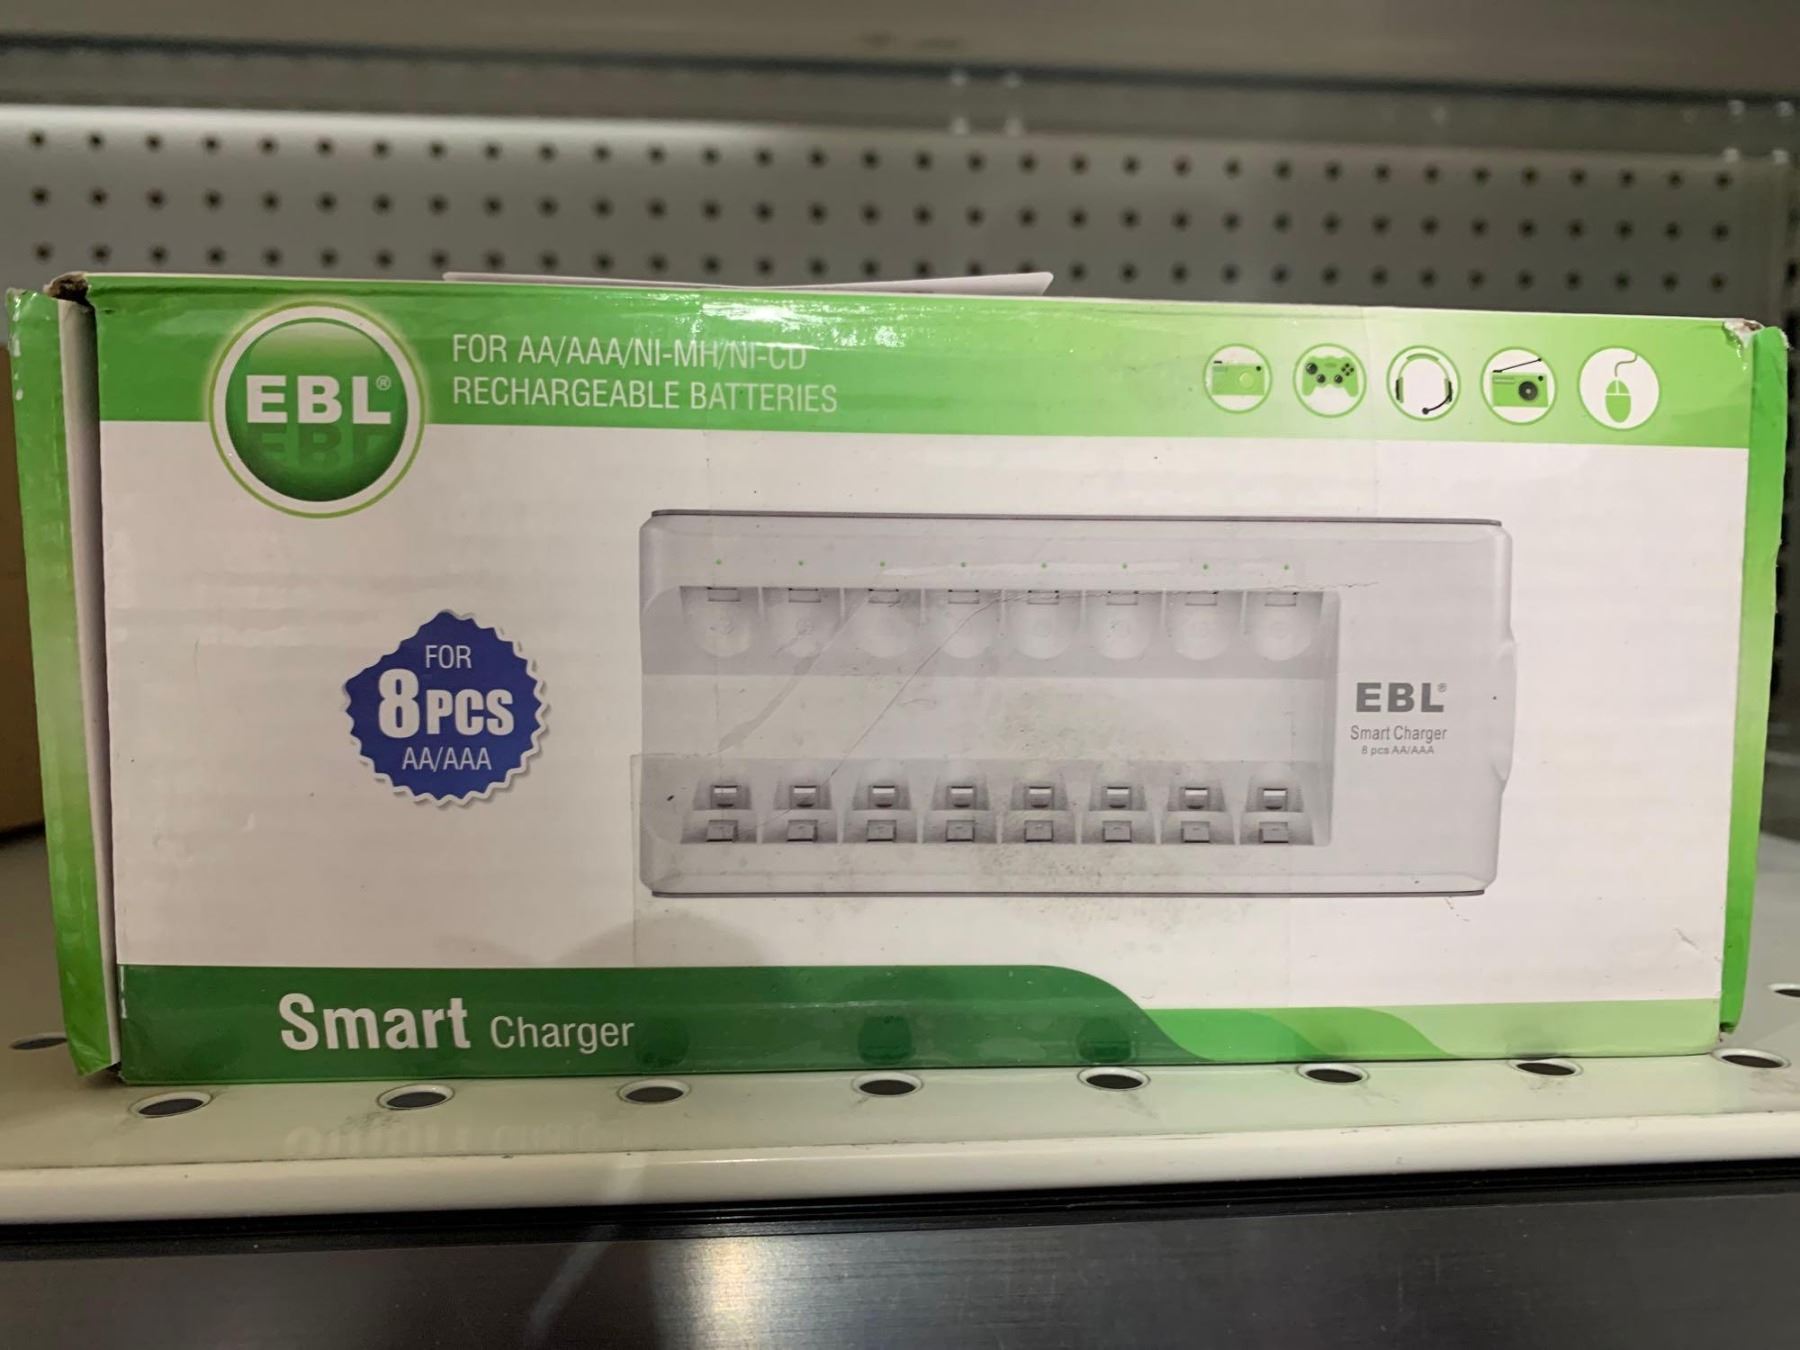 EBL®
FOR AA/AAA/NI-MH/NI-CD
RECHARGEABLE BATTERIES
FOR
8PCS
AA/AAA
EBL®
Smart Charger
8 pcs AA/AAA
Smart Charger